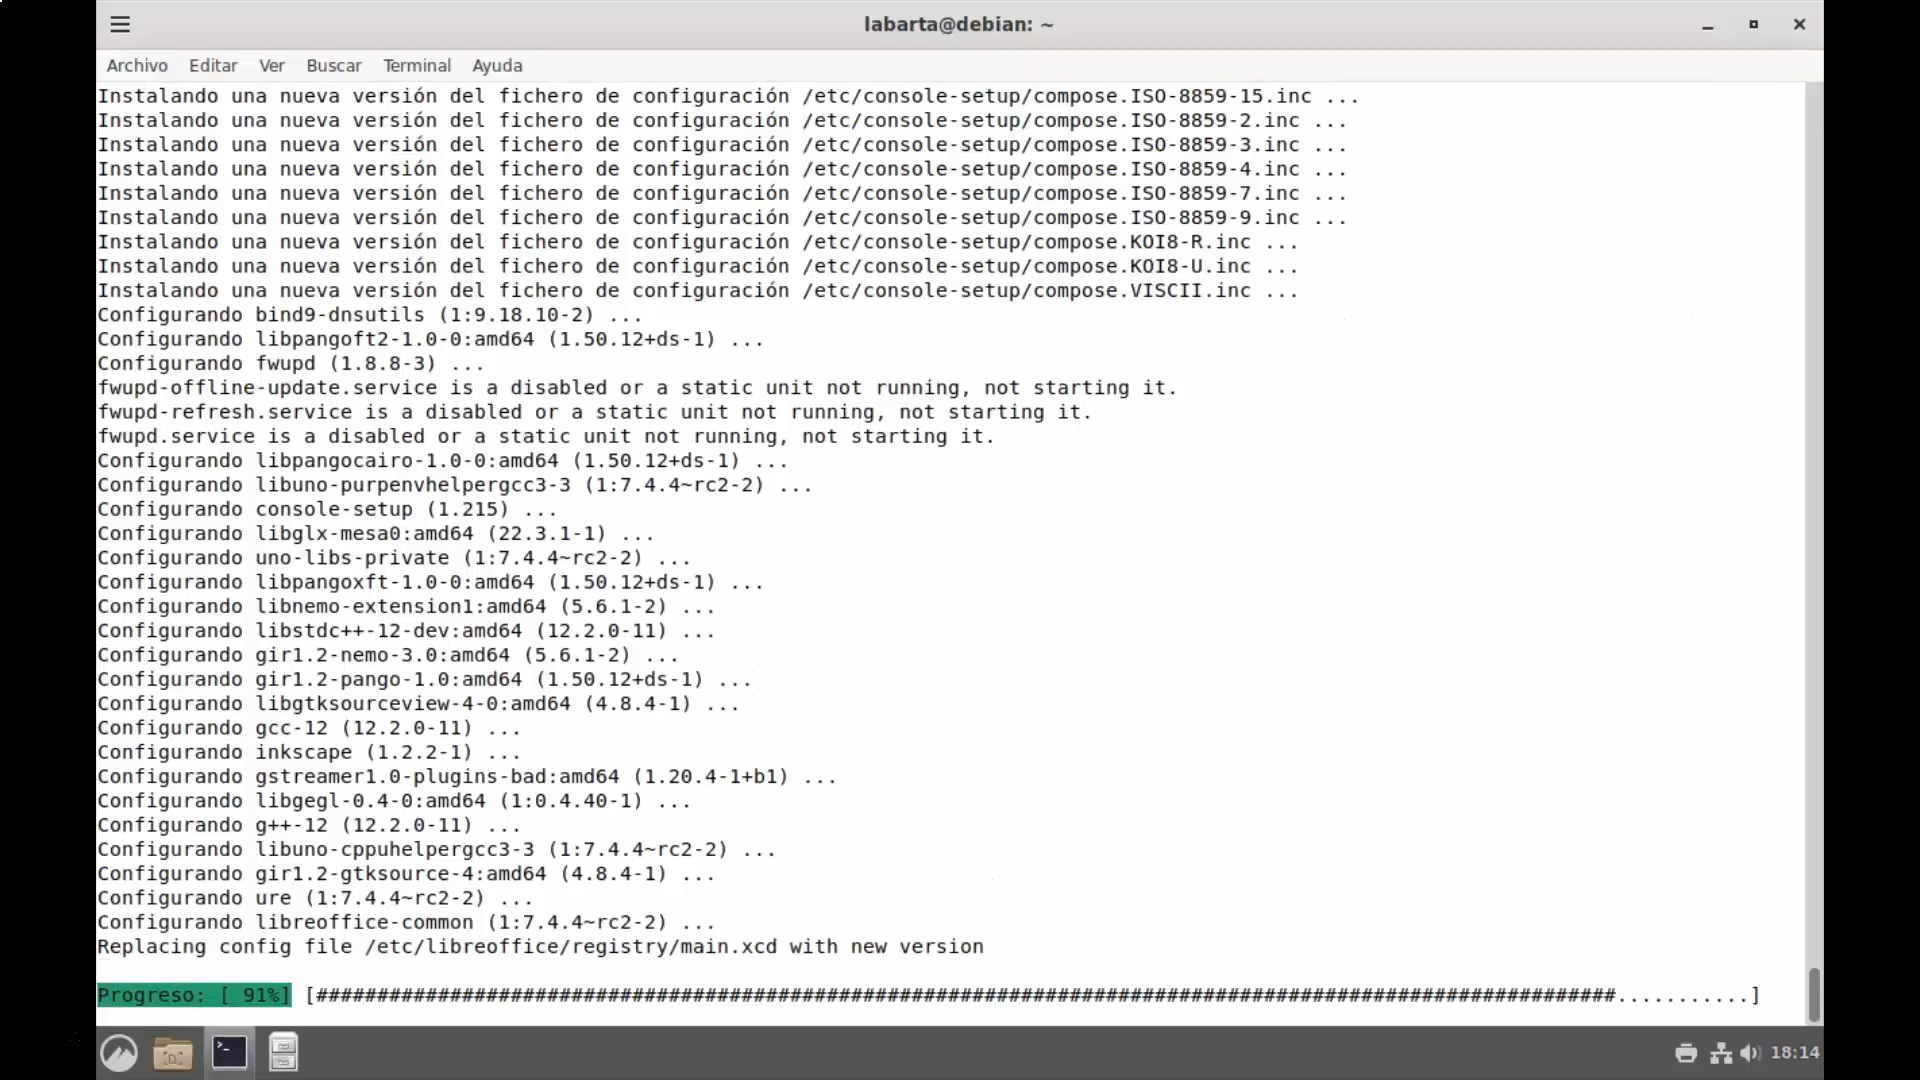 labarta@debian: ~
Archivo Editar Ver Buscar Terminal Ayuda
Instalando una nueva versión del fichero de configuración /etc/console-setup/compose.ISO-8859-15.inc ...
Instalando una nueva versión del fichero de configuración /etc/console-setup/compose.ISO-8859-2.inc ...
Instalando una nueva versión del fichero de configuración /etc/console-setup/compose.ISO-8859-3.inc ...
Instalando una nueva versión del fichero de configuración /etc/console-setup/compose.ISO-8859-4.inc ...
Instalando una nueva versión del fichero de configuración /etc/console-setup/compose.ISO-8859-7.inc ...
Instalando una nueva versión del fichero de configuración /etc/console-setup/compose.ISO-8859-9.inc ...
Instalando una nueva versión del fichero de configuración /etc/console-setup/compose.KOI8-R.inc ...
Instalando una nueva versión del fichero de configuración /etc/console-setup/compose.KOI8-U.inc ...
Instalando una nueva versión del fichero de configuración /etc/console-setup/compose.VISCII.inc ...
Configurando bind9-dnsutils (1:9.18.10-2) ...
Configurando libpangoft2-1.0-0:amd64 (1.50.12+ds-1) ...
Configurando fwupd (1.8.8-3) ...
fwupd-offline-update.service is a disabled or a static unit not running, not starting it.
fwupd-refresh.service is a disabled or a static unit not running, not starting it.
fwupd.service is a disabled or a static unit not running, not starting it.
Configurando libpangocairo-1.0-0:amd64 (1.50.12+ds-1) ...
Configurando libuno-purpenvhelpergcc3-3 (1:7.4.4~rc2-2) ...
Configurando console-setup (1.215) ...
Configurando libglx-mesa0:amd64 (22.3.1-1) ...
Configurando uno-libs-private (1:7.4.4~rc2-2) ...
Configurando libpangoxft-1.0-0:amd64 (1.50.12+ds-1) ...
Configurando libnemo-extension1:amd64 (5.6.1-2) ...
Configurando libstdc++-12-dev:amd64 (12.2.0-11) ...
Configurando gir1.2-nemo-3.0:amd64 (5.6.1-2) ...
Configurando gir1.2-pango-1.0:amd64 (1.50.12+ds-1) ...
Configurando libgtksourceview-4-0:amd64 (4.8.4-1) ...
Configurando gcc-12 (12.2.0-11) ...
Configurando inkscape (1.2.2-1) ...
Configurando gstreamer1.0-plugins-bad:amd64 (1.20.4-1+b1) ...
Configurando libgegl-0.4-0:amd64 (1:0.4.40-1) ...
Configurando g++-12 (12.2.0-11) ...
Configurando libuno-cppuhelpergcc3-3 (1:7.4.4~rc2-2) ...
Configurando gir1.2-gtksource-4:amd64 (4.8.4-1) ...
Configurando ure (1:7.4.4~rc2-2) ...
Configurando libreoffice-common (1:7.4.4~rc2-2) ...
Replacing config file /etc/libreoffice/registry/main.xcd with new version
Progreso: [ 91%] [###########################################################################################################...........]
18:14